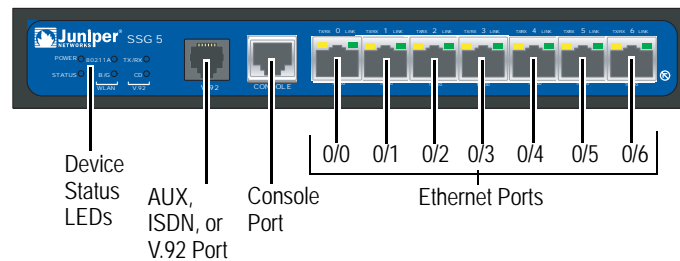 Juniper NETWORKS SSG 5
TX/RX 0 LINK TX/RX 1 LINK TX/RX 2 LINK TX/RX 3 LINK TX/RX 4 LINK TX/RX 5 LINK TX/RX 6 LINK
POWER 802.11A TX/RX
STATUS B/G CD
WLAN V.92
V.92
CONSOLE
0/0 0/1 0/2 0/3 0/4 0/5 0/6
Ethernet Ports
Device
Status
LEDs
AUX,
ISDN, or
V.92 Port
Console
Port